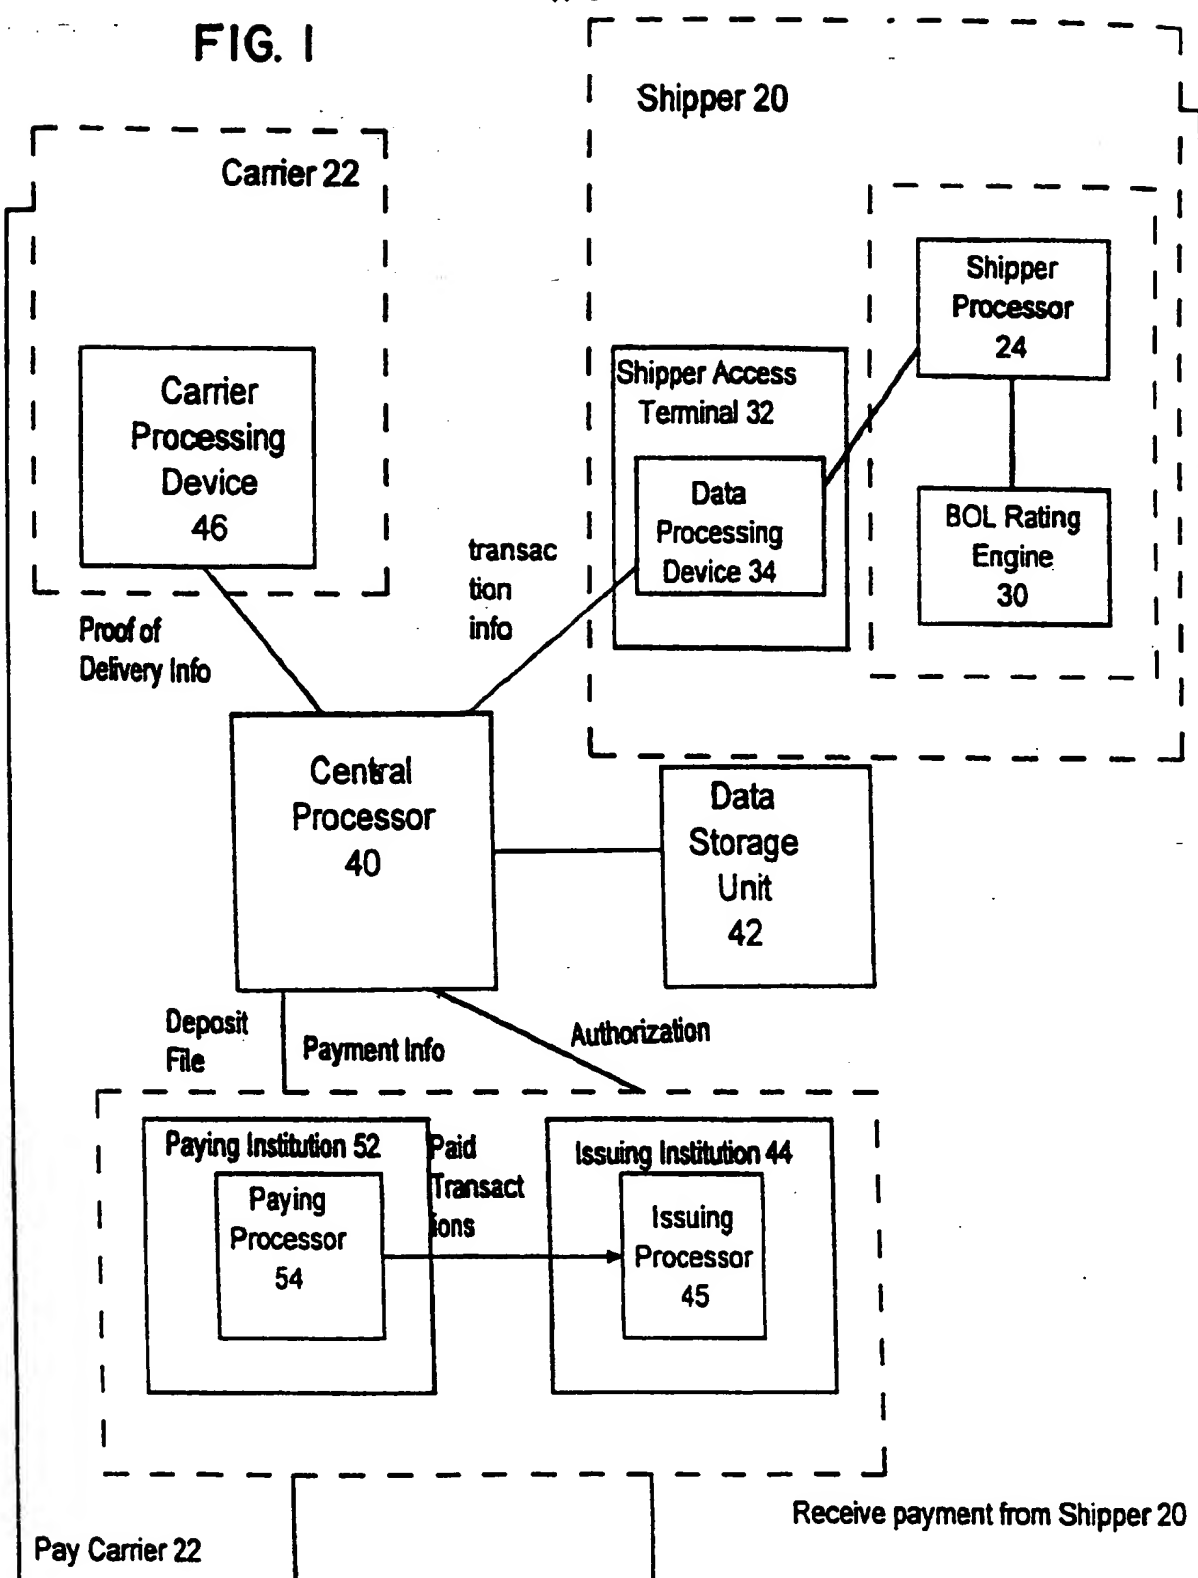 FIG. 1
Shipper 20
Carrier 22
Shipper
Processor
24
Carrier
Processing
Device
46
Shipper Access
Terminal 32
Data
Processing
Device 34
BOL Rating
Engine
30
transac
tion
info
Proof of
Delivery Info
Central
Processor
40
Data
Storage
Unit
42
Deposit
File
Payment Info
Authorization
Paying Institution 52
Paid
Transact
ions
Issuing Institution 44
Paying
Processor
54
Issuing
Processor
45
Receive payment from Shipper 20
Pay Carrier 22